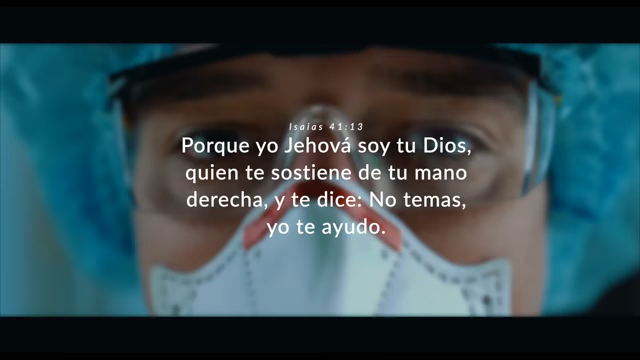 Isaías 41:13
Porque yo Jehová soy tu Dios,
quien te sostiene de tu mano
derecha, y te dice: No temas,
yo te ayudo.